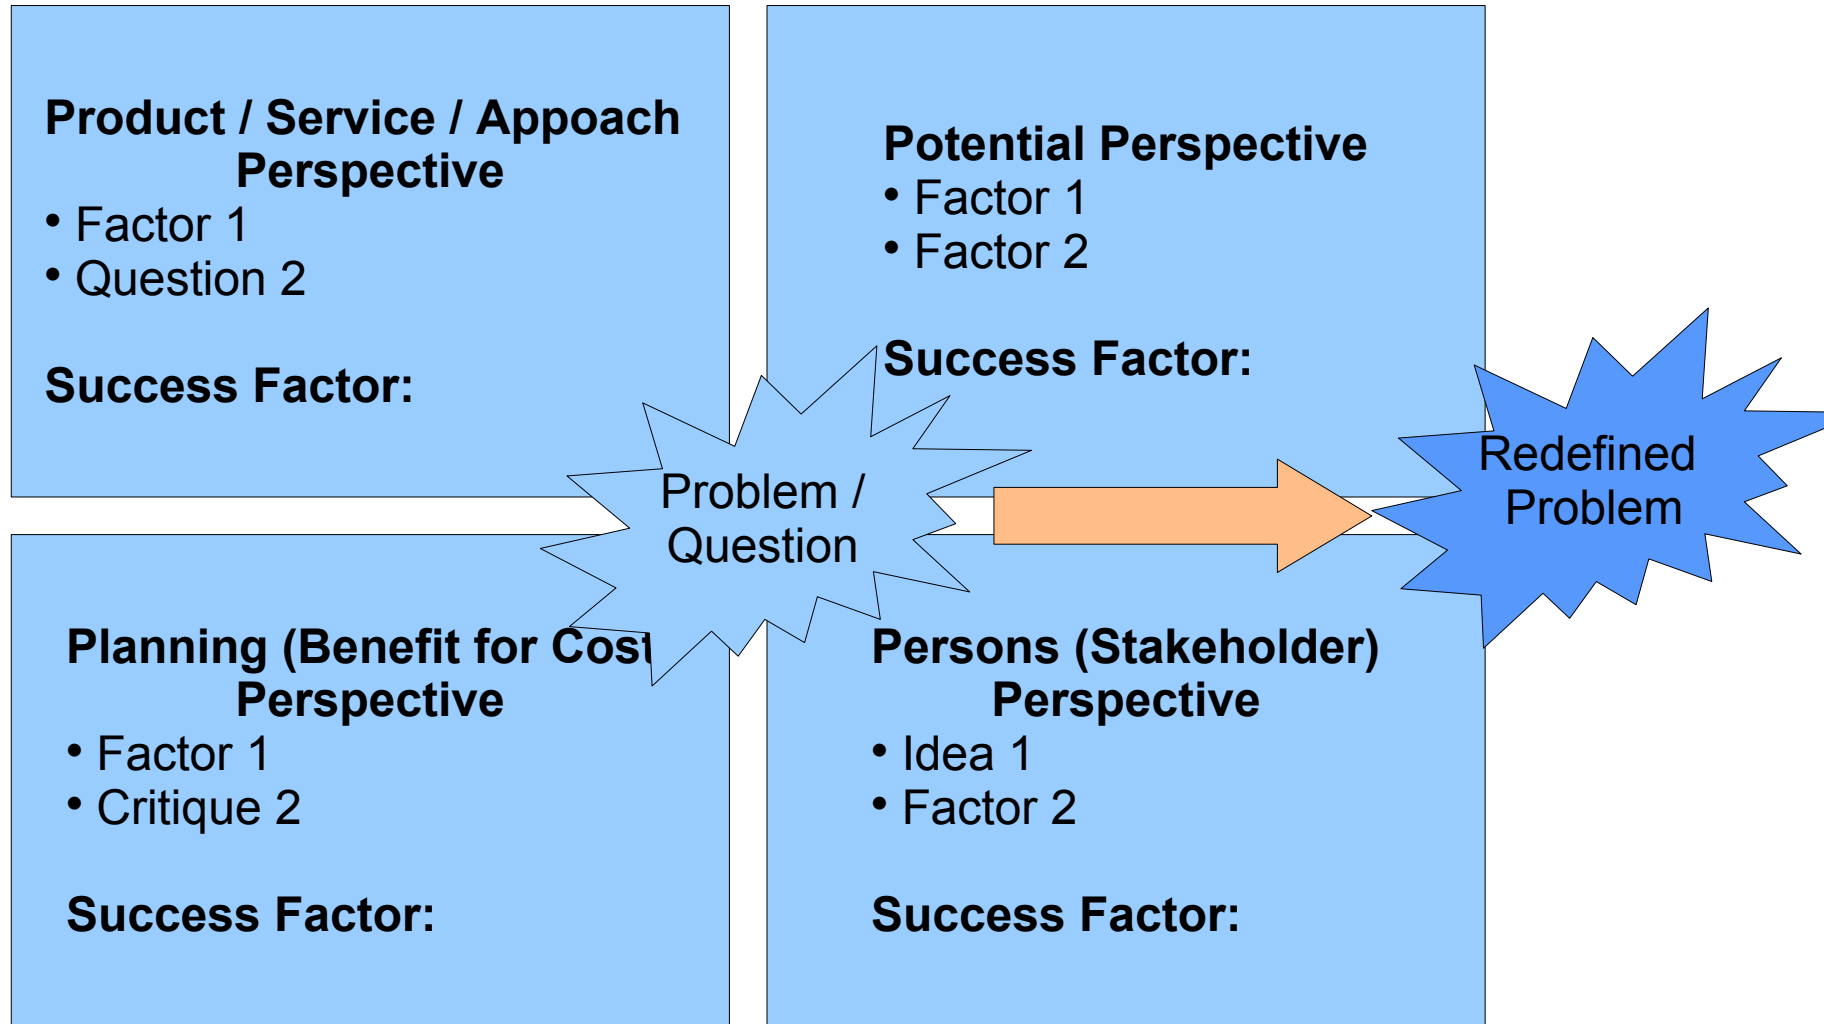 Product / Service / Appoach
Perspective
• Factor 1
• Question 2
Success Factor:
Potential Perspective
• Factor 1
• Factor 2
Success Factor:
Problem /
Question
Redefined
Problem
Planning (Benefit for Cost
Perspective
• Factor 1
• Critique 2
Success Factor:
Persons (Stakeholder)
Perspective
• Idea 1
• Factor 2
Success Factor: